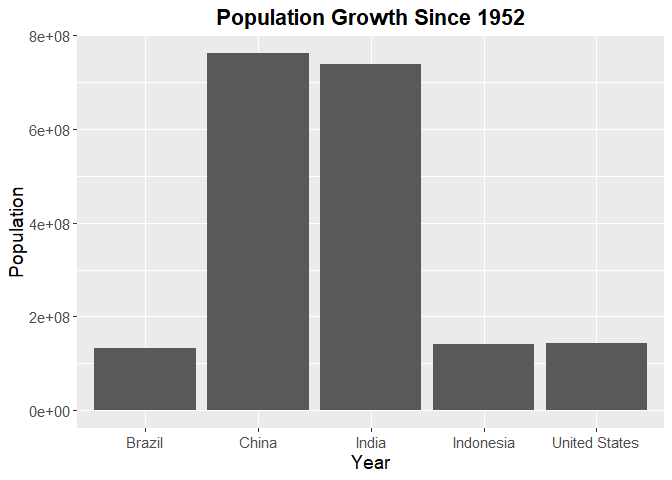 Population Growth Since 1952
8e+08
6e+08
4e+08
2e+08
0e+00
Population
Brazil China India Indonesia United States
Year